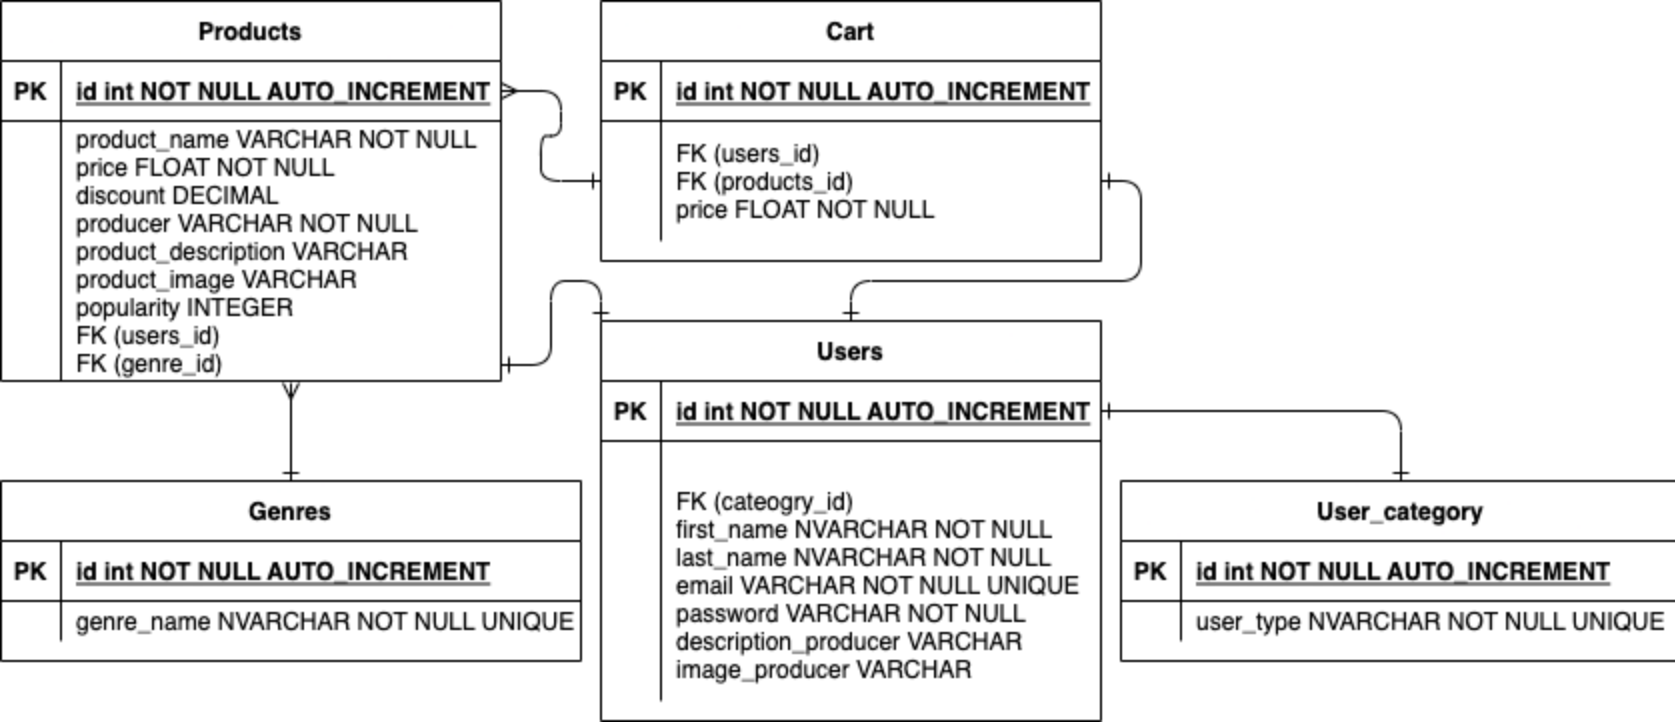 Products
PK id int NOT NULL AUTO_INCREMENT
product_name VARCHAR NOT NULL
price FLOAT NOT NULL
discount DECIMAL
producer VARCHAR NOT NULL
product_description VARCHAR
product_image VARCHAR
popularity INTEGER
FK (users_id)
FK (genre_id)
Cart
PK id int NOT NULL AUTO_INCREMENT
FK (users_id)
FK (products_id)
price FLOAT NOT NULL
Users
PK id int NOT NULL AUTO_INCREMENT
FK (cateogry_id)
first_name NVARCHAR NOT NULL
last_name NVARCHAR NOT NULL
email VARCHAR NOT NULL UNIQUE
password VARCHAR NOT NULL
description_producer VARCHAR
image_producer VARCHAR
Genres
PK id int NOT NULL AUTO_INCREMENT
genre_name NVARCHAR NOT NULL UNIQUE
User_category
PK id int NOT NULL AUTO_INCREMENT
user_type NVARCHAR NOT NULL UNIQUE